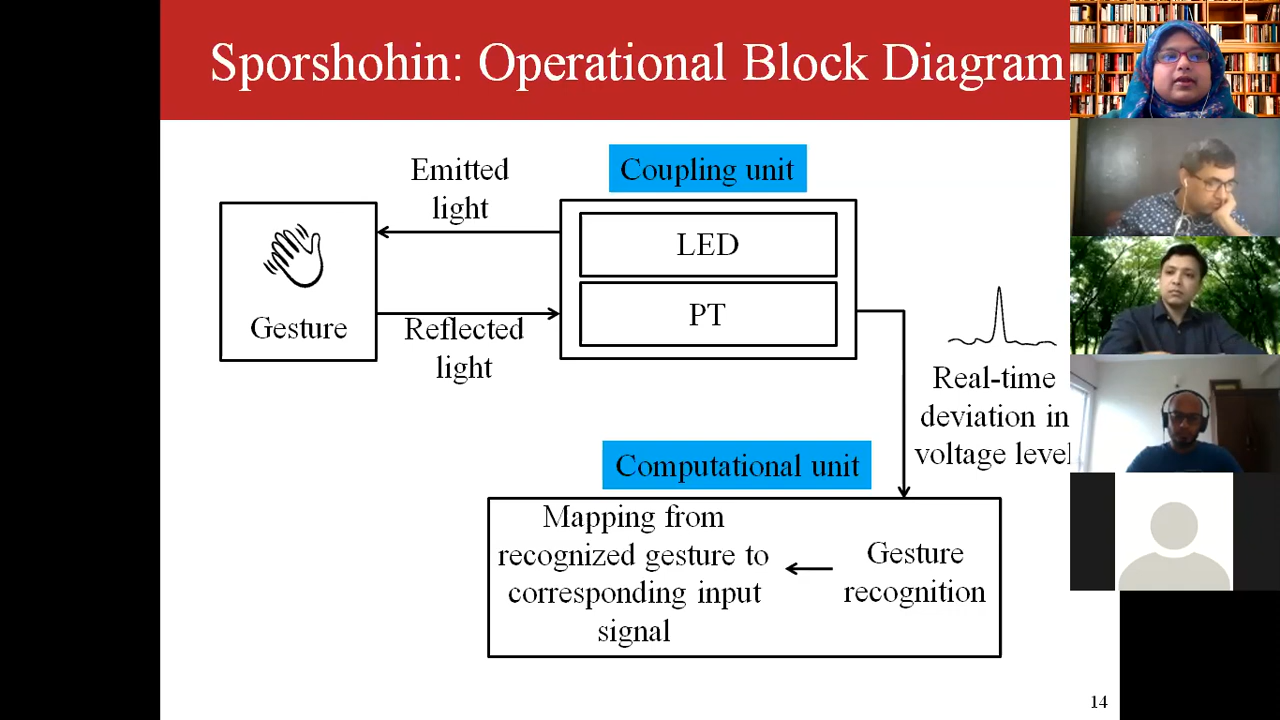 Sporshohin: Operational Block Diagram
Emitted
light
Coupling unit
LED
PT
Gesture
Reflected
light
Real-time
deviation in
voltage level
Computational unit
Mapping from
recognized gesture to
corresponding input
signal
Gesture
recognition
14